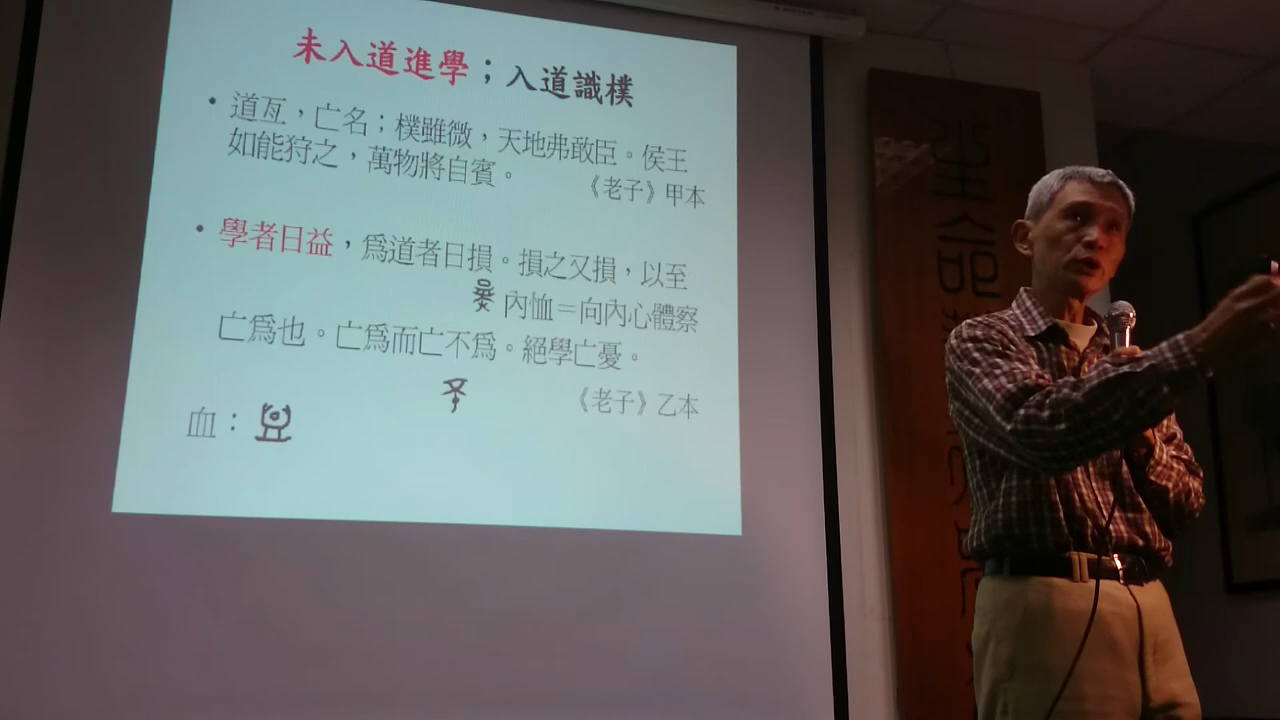 未入道進學；入道識樸
• 道亙，亡名；樸雖微，天地弗敢臣。侯王
如能狩之，萬物將自賓。 《老子》甲本
• 學者日益，爲道者日損。損之又損，以至
內恤＝向內心體察
亡爲也。亡爲而亡不爲。絕學亡憂。
《老子》乙本
血：
生命